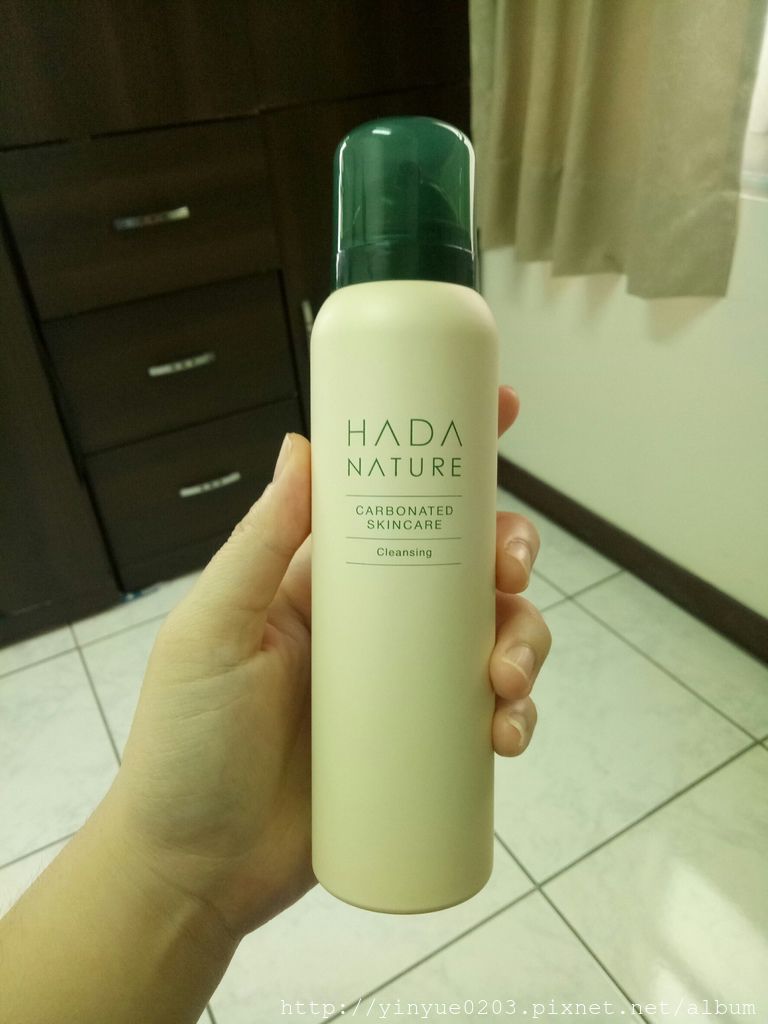 HADA
NATURE
CARBONATED
SKINCARE
Cleansing
http://yinyue0203.pixnet.net/album